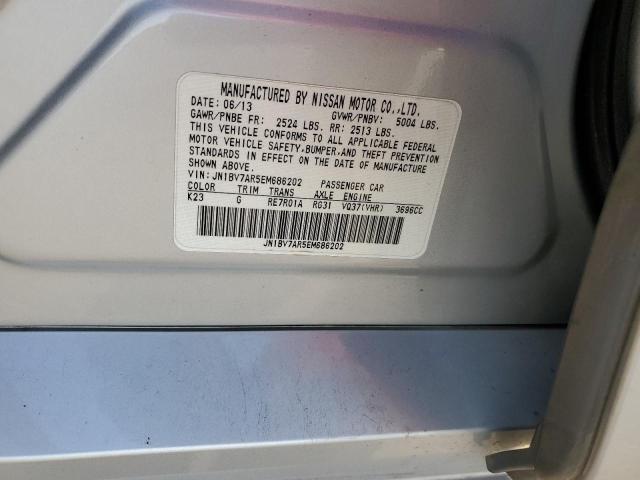 MANUFACTURED BY NISSAN MOTOR CO.,LTD.
DATE: 06/13 GVWR/PNBV: 5004 LBS.
GAWR/PNBE FR: 2524 LBS. RR: 2513 LBS.
THIS VEHICLE CONFORMS TO ALL APPLICABLE FEDERAL
MOTOR VEHICLE SAFETY,BUMPER,AND THEFT PREVENTION
STANDARDS IN EFFECT ON THE DATE OF MANUFACTURE
SHOWN ABOVE.
VIN: JN1BV7AR5EM686202 PASSENGER CAR
COLOR TRIM TRANS AXLE ENGINE
K23 G RE7R01A RG31 VQ37(VHR) 3696CC
JN1BV7AR5EM686202